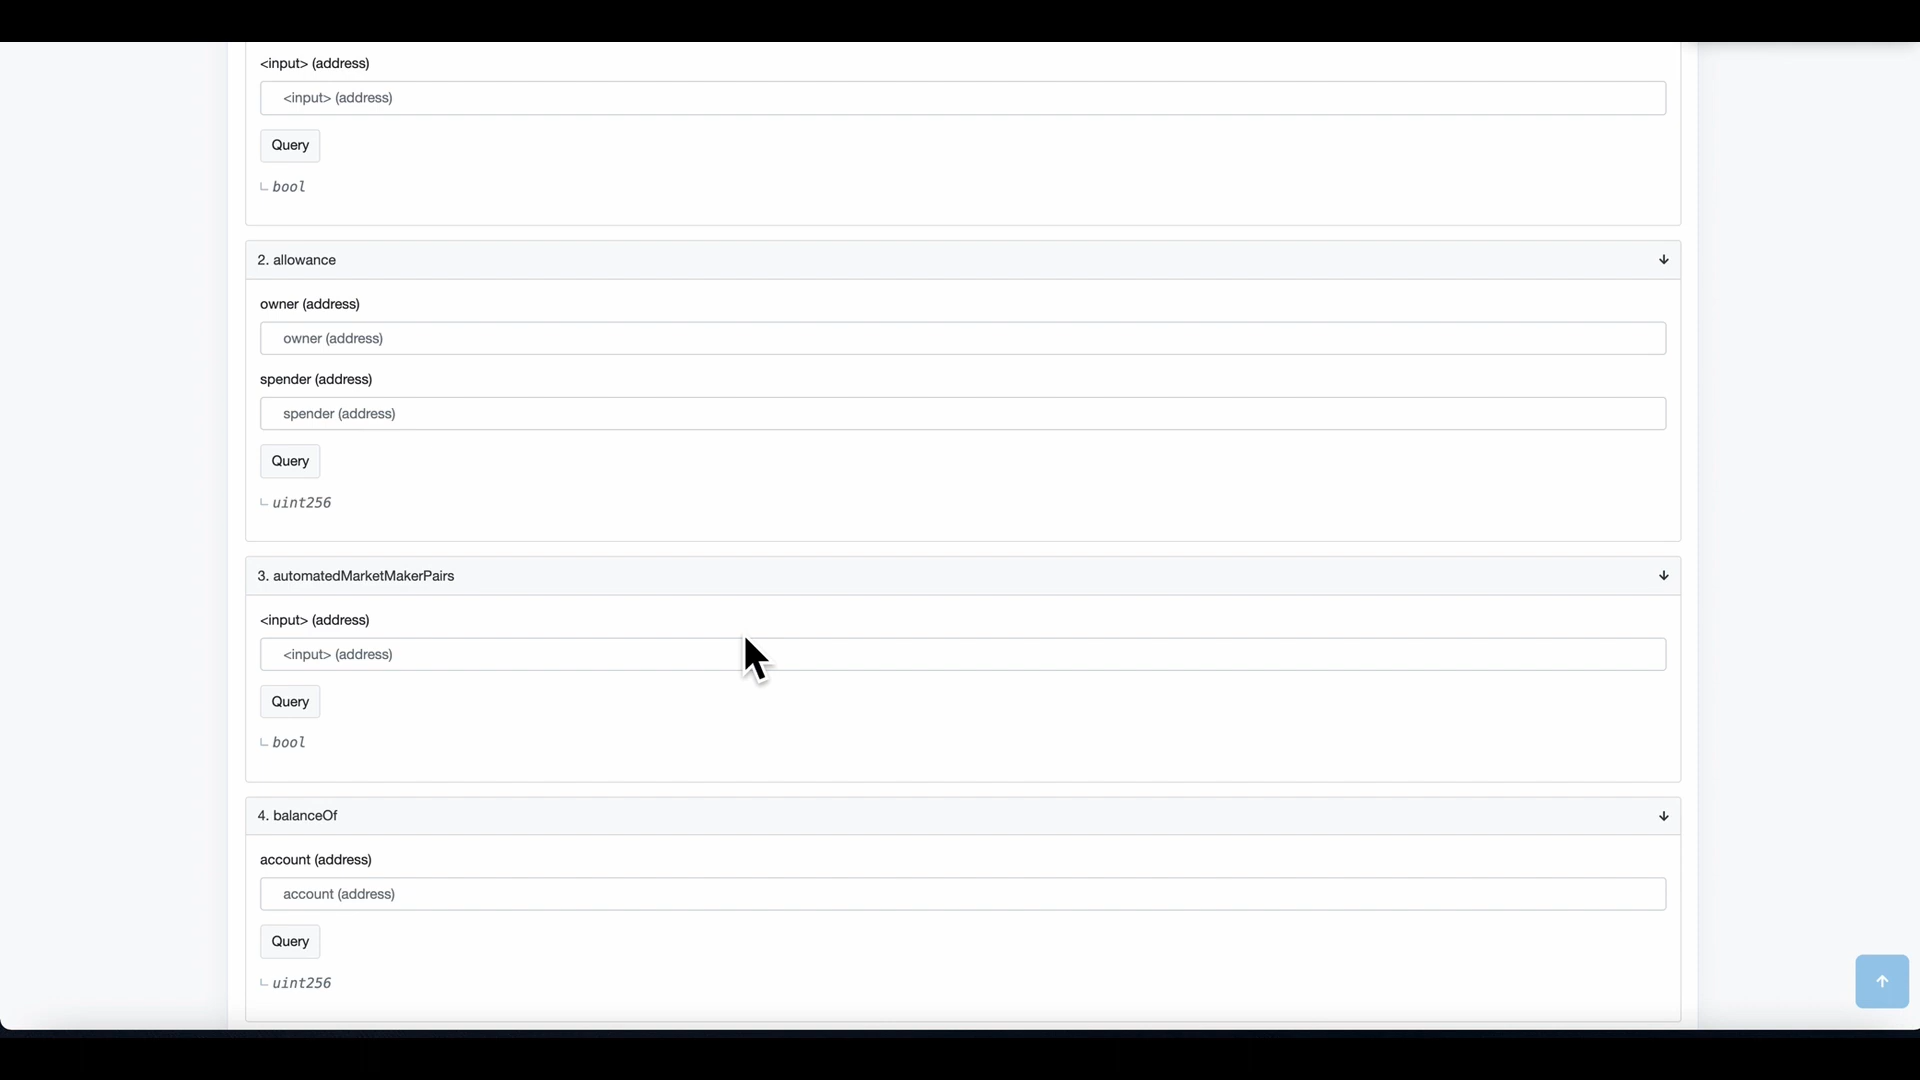 <input> (address)
<input> (address)
Query
bool
2. allowance
owner (address)
owner (address)
spender (address)
spender (address)
Query
uint256
3. automatedMarketMakerPairs
<input> (address)
<input> (address)
Query
bool
4. balanceOf
account (address)
account (address)
Query
uint256